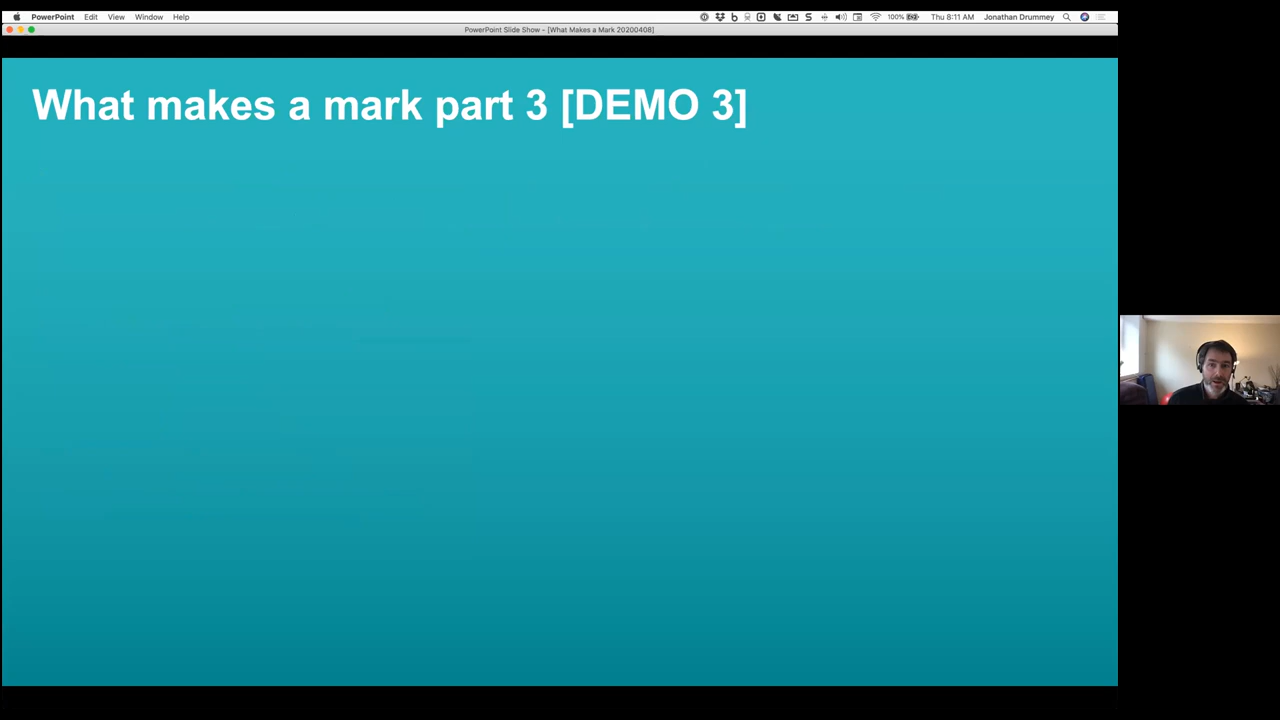 PowerPoint Edit View Window Help 100% Thu 8:11 AM Jonathan Drummey
PowerPoint Slide Show - [What Makes a Mark 20200408]
What makes a mark part 3 [DEMO 3]